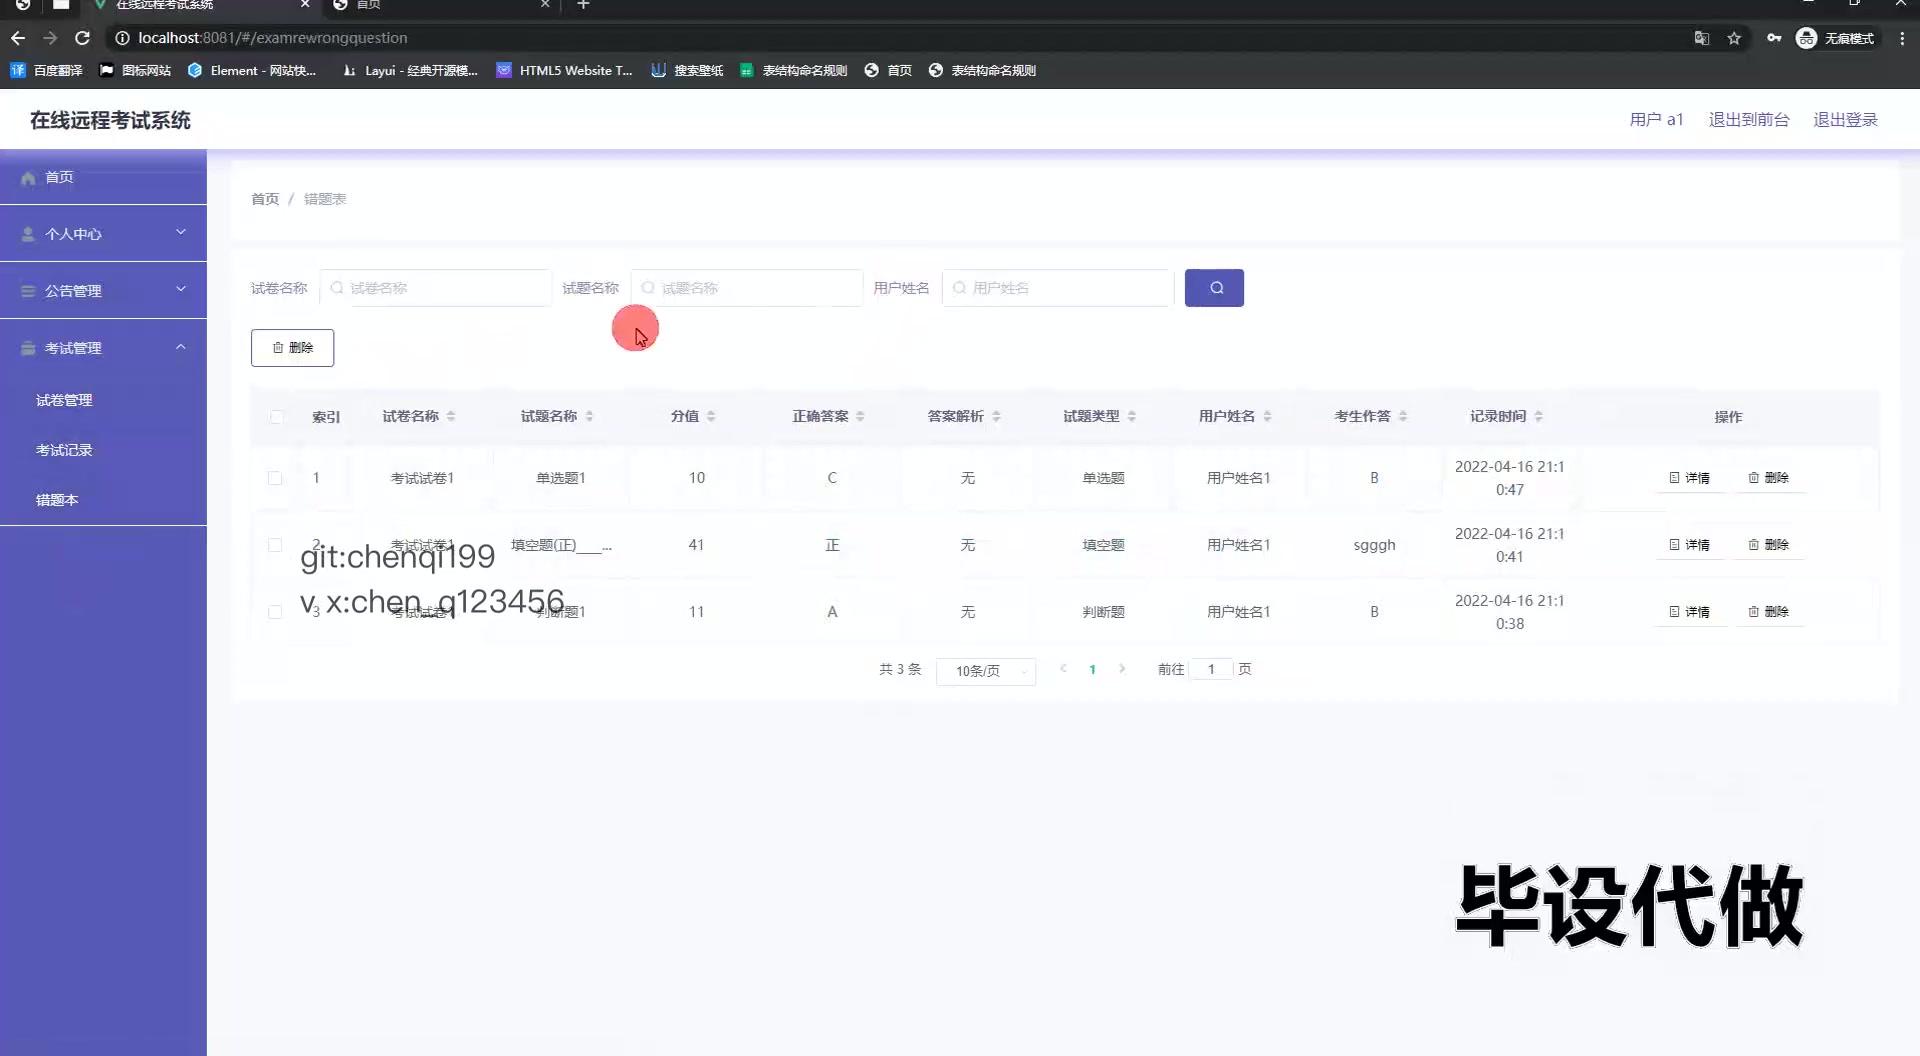 在线远程考试系统
首页
localhost:8081/#/examrewrongquestion
无痕模式
百度翻译
图标网站
Element - 网站快...
Layui - 经典开源模...
HTML5 Website T...
搜索壁纸
表结构命名规则
首页
表结构命名规则
在线远程考试系统
用户 a1 退出到前台 退出登录
首页
个人中心
公告管理
考试管理
试卷管理
考试记录
错题本
首页 / 错题表
试卷名称 试卷名称 试题名称 试题名称 用户姓名 用户姓名
删除
索引 试卷名称 试题名称 分值 正确答案 答案解析 试题类型 用户姓名 考生作答 记录时间 操作
1 考试试卷1 单选题1 10 C 无 单选题 用户姓名1 B 2022-04-16 21:10:47 详情 删除
2 考试试卷1 填空题(正)___... 41 正 无 填空题 用户姓名1 sgggh 2022-04-16 21:10:41 详情 删除
3 考试试卷1 判断题1 11 A 无 判断题 用户姓名1 B 2022-04-16 21:10:38 详情 删除
git:chenqi199
v x:chen_q123456
共 3 条 10条/页 1 前往 1 页
毕设代做